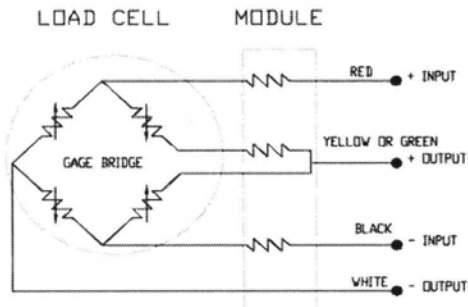 LOAD CELL MODULE
RED + INPUT
YELLOW OR GREEN
GAGE BRIDGE + OUTPUT
BLACK - INPUT
WHITE - OUTPUT